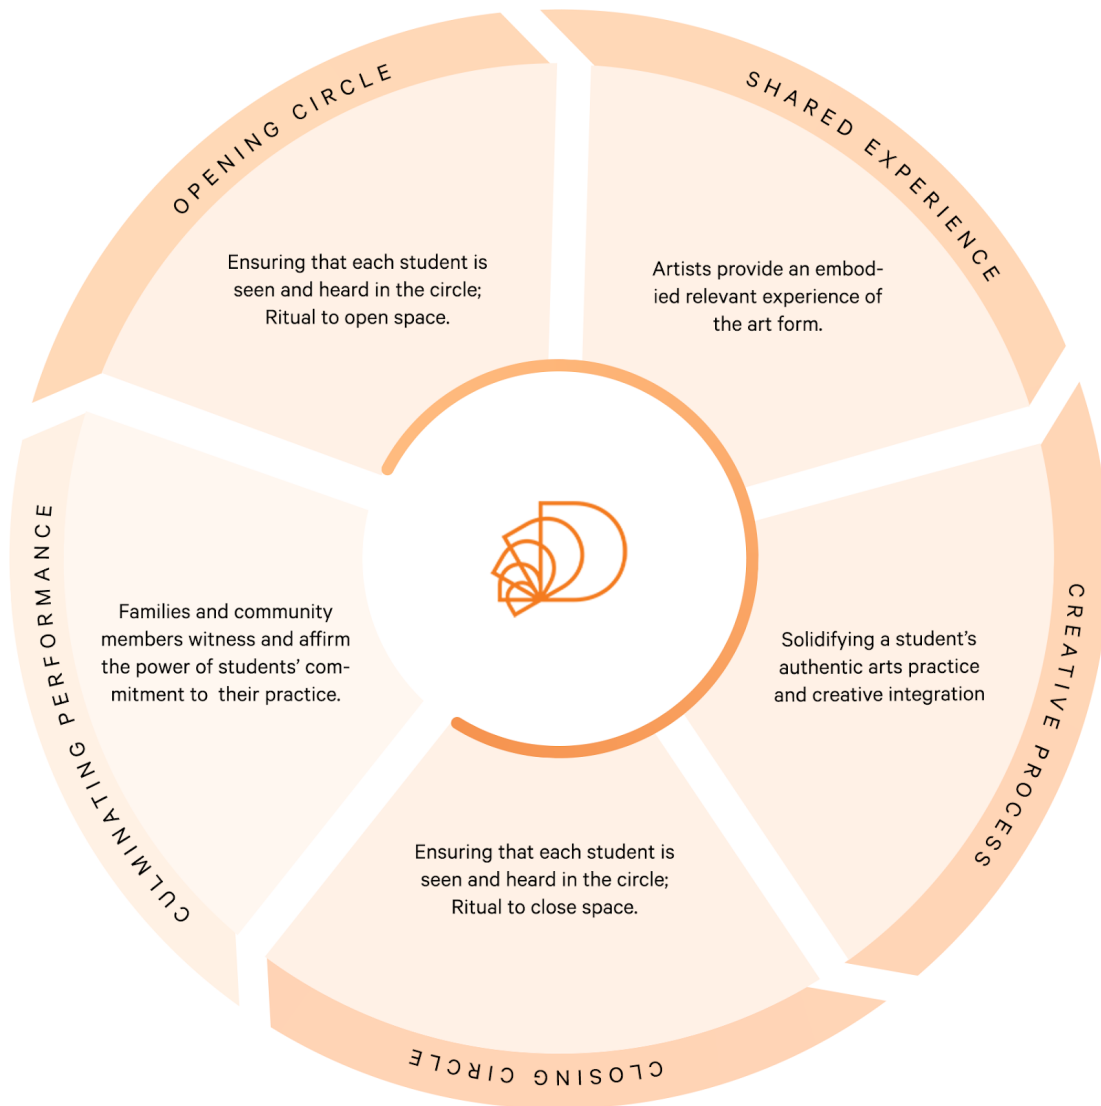 OPENING CIRCLE
Ensuring that each student is
seen and heard in the circle;
Ritual to open space.
SHARED EXPERIENCE
Artists provide an embod-
ied relevant experience of
the art form.
CREATIVE PROCESS
Solidifying a student’s
authentic arts practice
and creative integration
CLOSING CIRCLE
Ensuring that each student is
seen and heard in the circle;
Ritual to close space.
CULMINATING PERFORMANCE
Families and community
members witness and affirm
the power of students’ com-
mitment to  their practice.